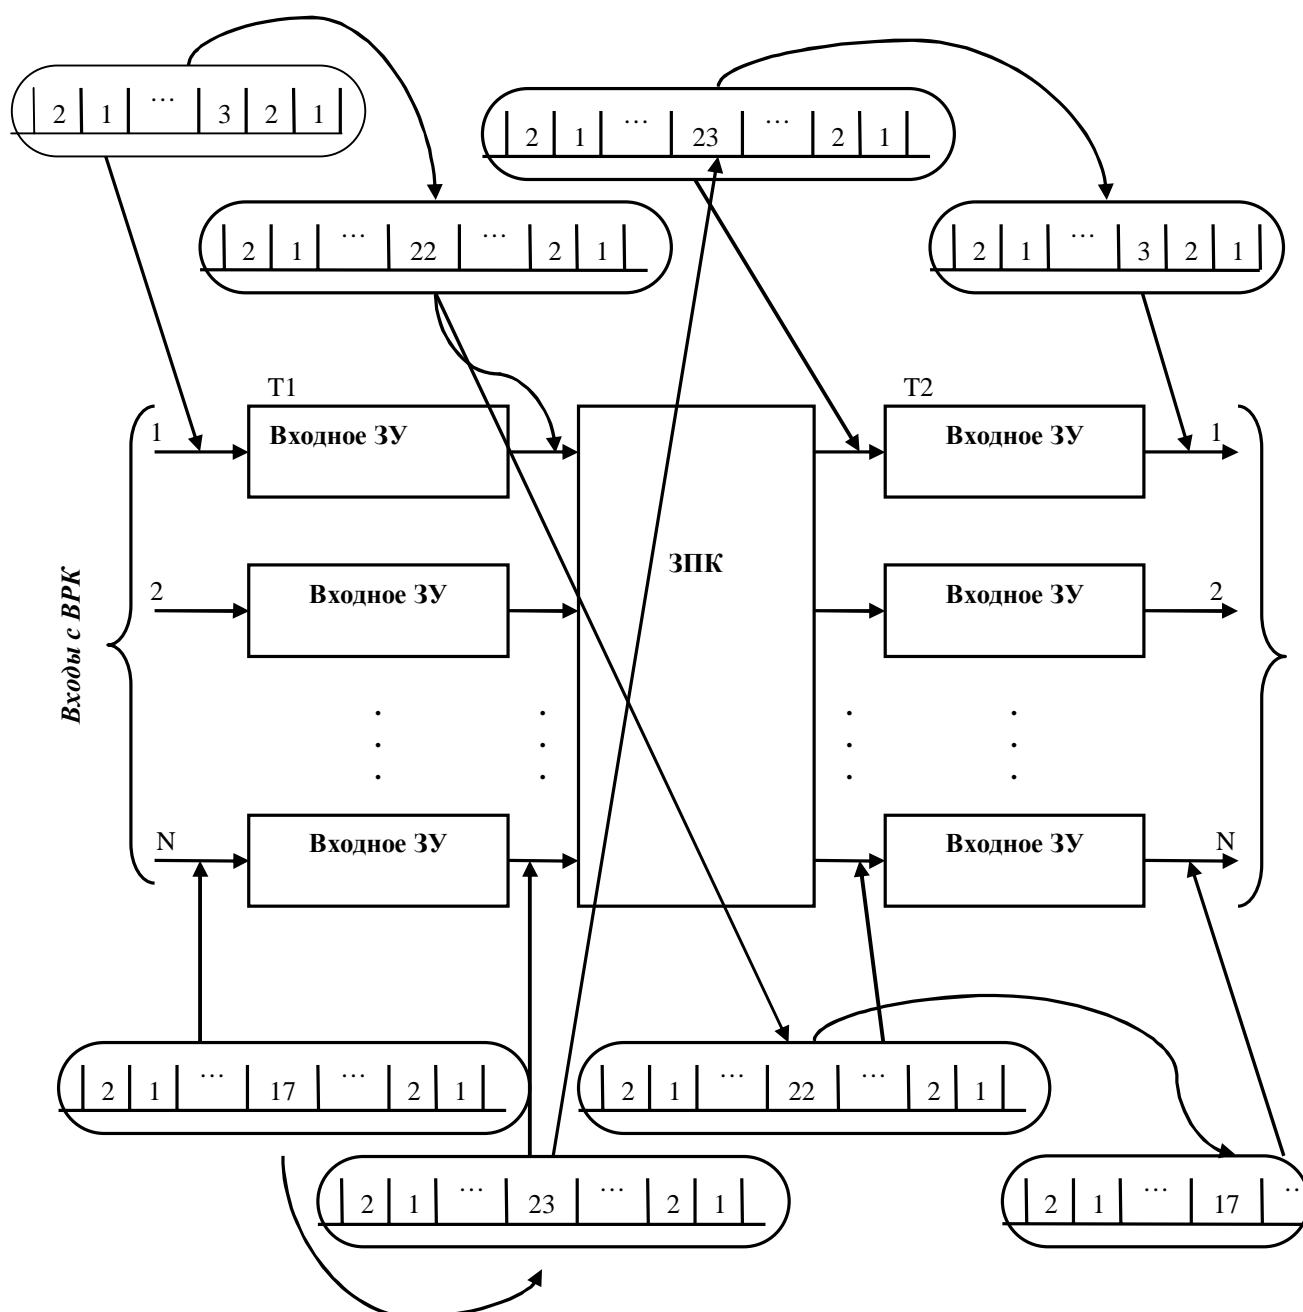 2 1 … 3 2 1
2 1 … 23 … 2 1
2 1 … 22 … 2 1
2 1 … 3 2 1
T1
T2
1
Входное ЗУ
Входное ЗУ
1
ЗПК
2
Входное ЗУ
Входное ЗУ
2
Входы с ВРК
N
Входное ЗУ
Входное ЗУ
N
2 1 … 17 … 2 1
2 1 … 22 … 2 1
2 1 … 23 … 2 1
2 1 … 17 …